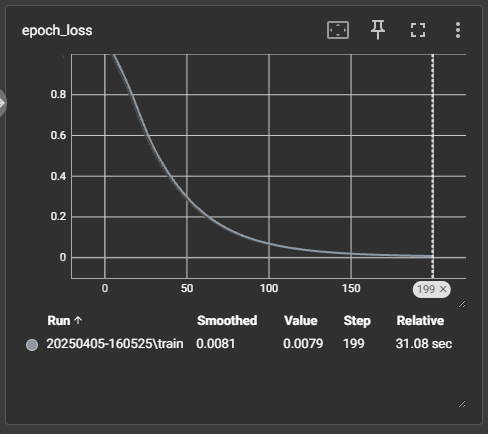 epoch_loss
0.8
0.6
0.4
0.2
0
0 50 100 150 199 ×
Run ↑ Smoothed Value Step Relative
20250405-160525\train 0.0081 0.0079 199 31.08 sec